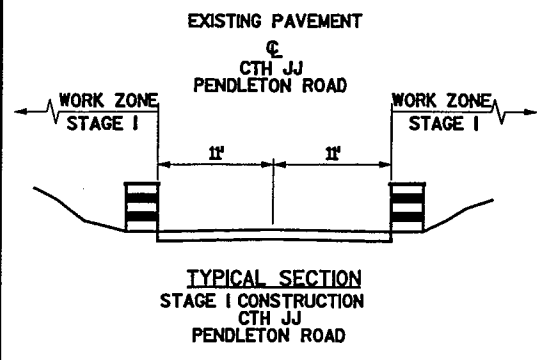 EXISTING PAVEMENT
℄
CTH JJ
PENDLETON ROAD
WORK ZONE
STAGE I
WORK ZONE
STAGE I
11'
11'
TYPICAL SECTION
STAGE I CONSTRUCTION
CTH JJ
PENDLETON ROAD